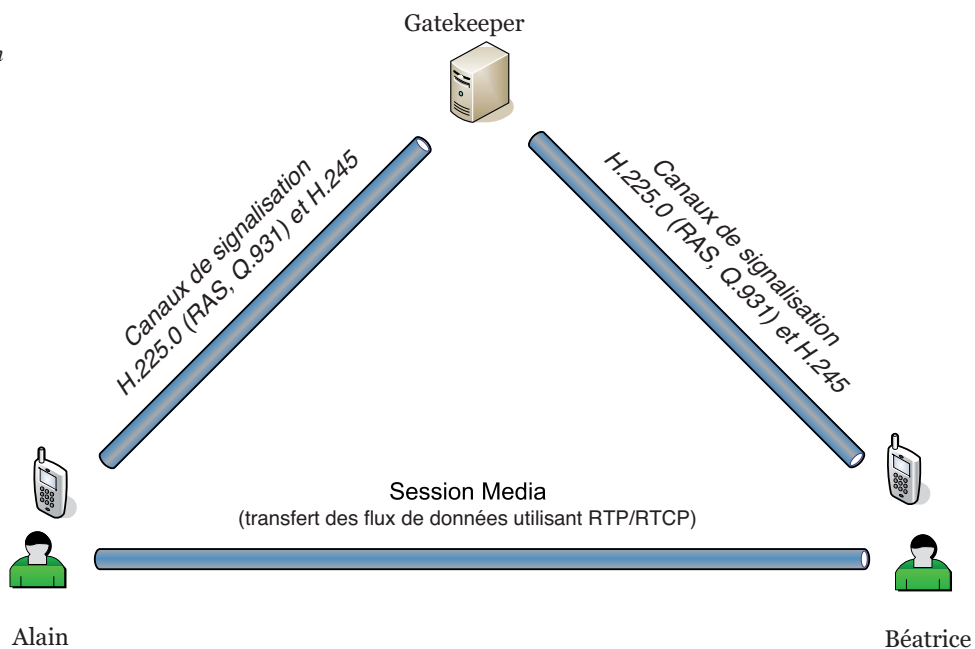 Gatekeeper
n
Canaux de signalisation
H.225.0 (RAS, Q.931) et H.245
Canaux de signalisation
H.225.0 (RAS, Q.931) et H.245
Session Media
(transfert des flux de données utilisant RTP/RTCP)
Alain
Béatrice